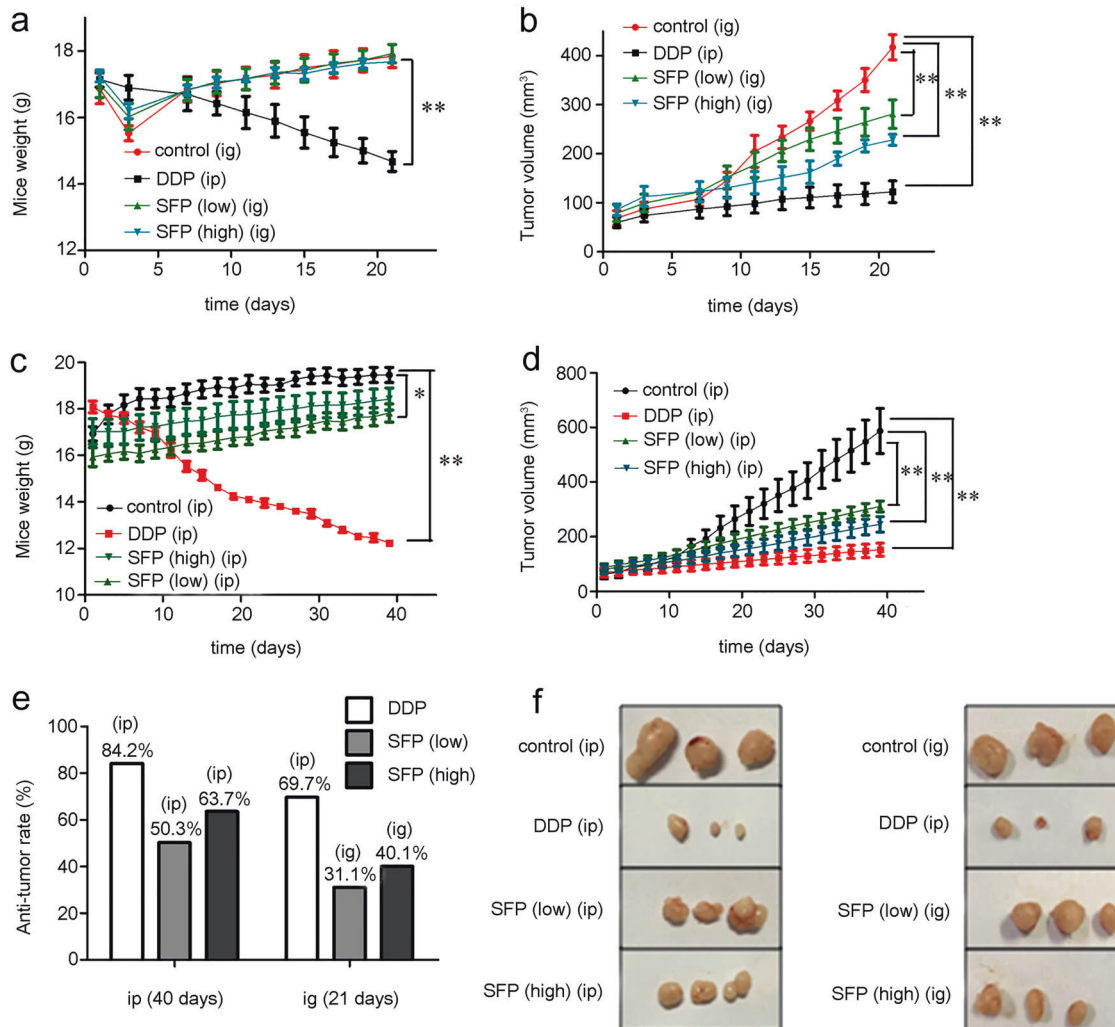 a
Mice weight (g)
18
16
14
12
0
5
10
15
20
time (days)
control (ig)
DDP (ip)
SFP (low) (ig)
SFP (high) (ig)
**
b
Tumor volume (mm³)
400
300
200
100
0
0
5
10
15
20
time (days)
control (ig)
DDP (ip)
SFP (low) (ig)
SFP (high) (ig)
**
**
**
c
Mice weight (g)
20
18
16
14
12
10
0
10
20
30
40
time (days)
control (ip)
DDP (ip)
SFP (high) (ip)
SFP (low) (ip)
*
**
d
Tumor volume (mm³)
800
600
400
200
0
0
10
20
30
40
time (days)
control (ip)
DDP (ip)
SFP (low) (ip)
SFP (high) (ip)
**
**
**
e
Anti-tumor rate (%)
100
80
60
40
20
0
(ip)
84.2%
(ip)
50.3%
(ip)
63.7%
(ip)
69.7%
(ig)
31.1%
(ig)
40.1%
DDP
SFP (low)
SFP (high)
ip (40 days)
ig (21 days)
f
control (ip)
DDP (ip)
SFP (low) (ip)
SFP (high) (ip)
control (ig)
DDP (ip)
SFP (low) (ig)
SFP (high) (ig)